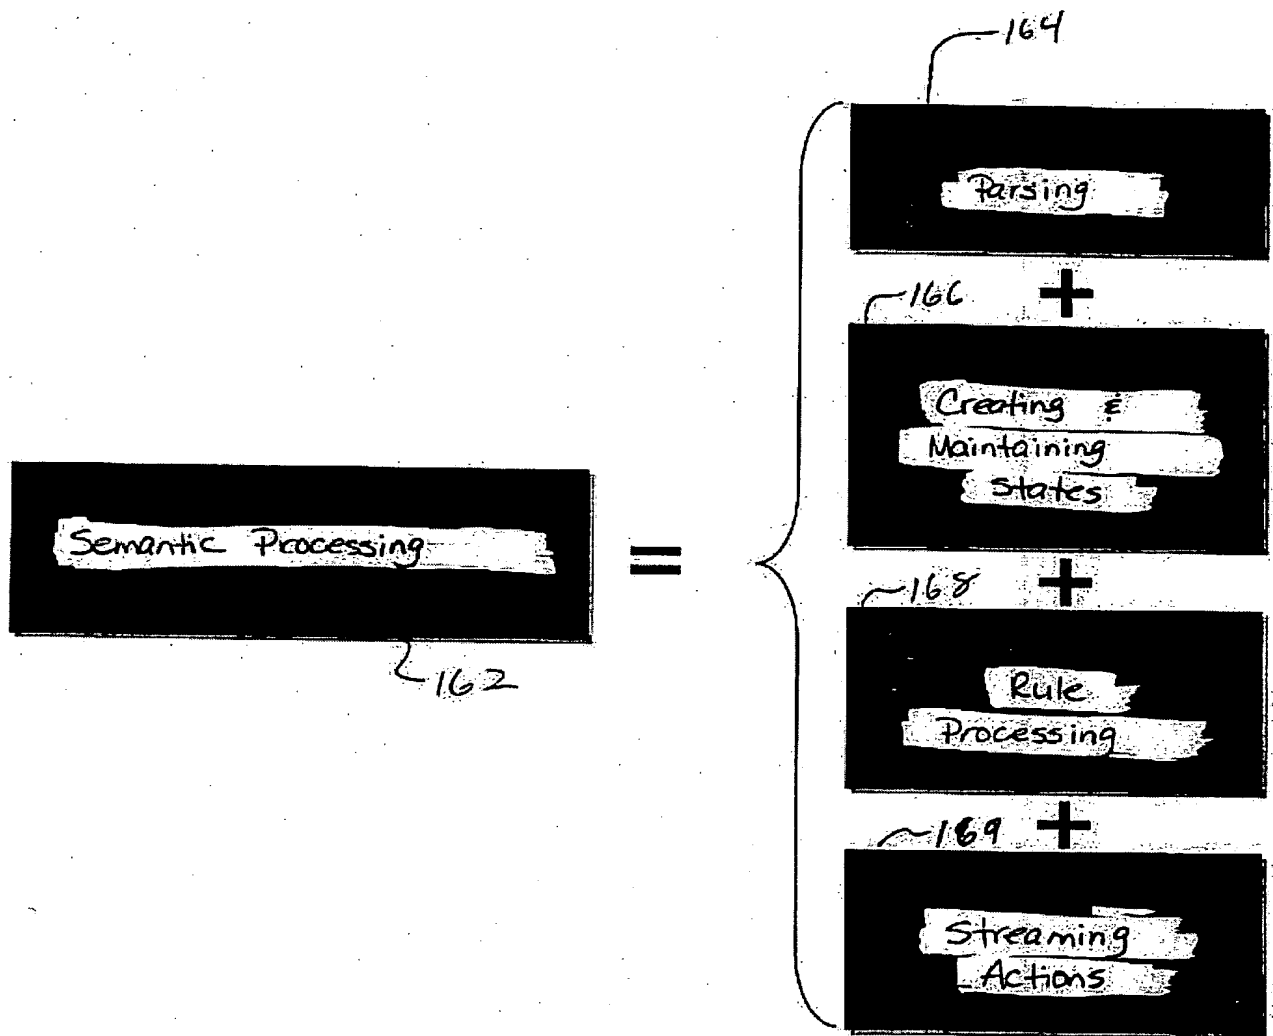 164
Parsing
+
166
Creating &
Maintaining
States
Semantic Processing
=
+
168
162
Rule
Processing
169
+
Streaming
Actions